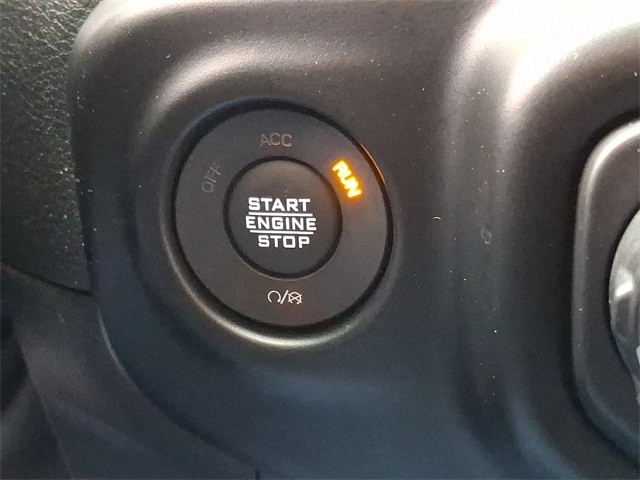 ACC
OFF
RUN
START
ENGINE
STOP